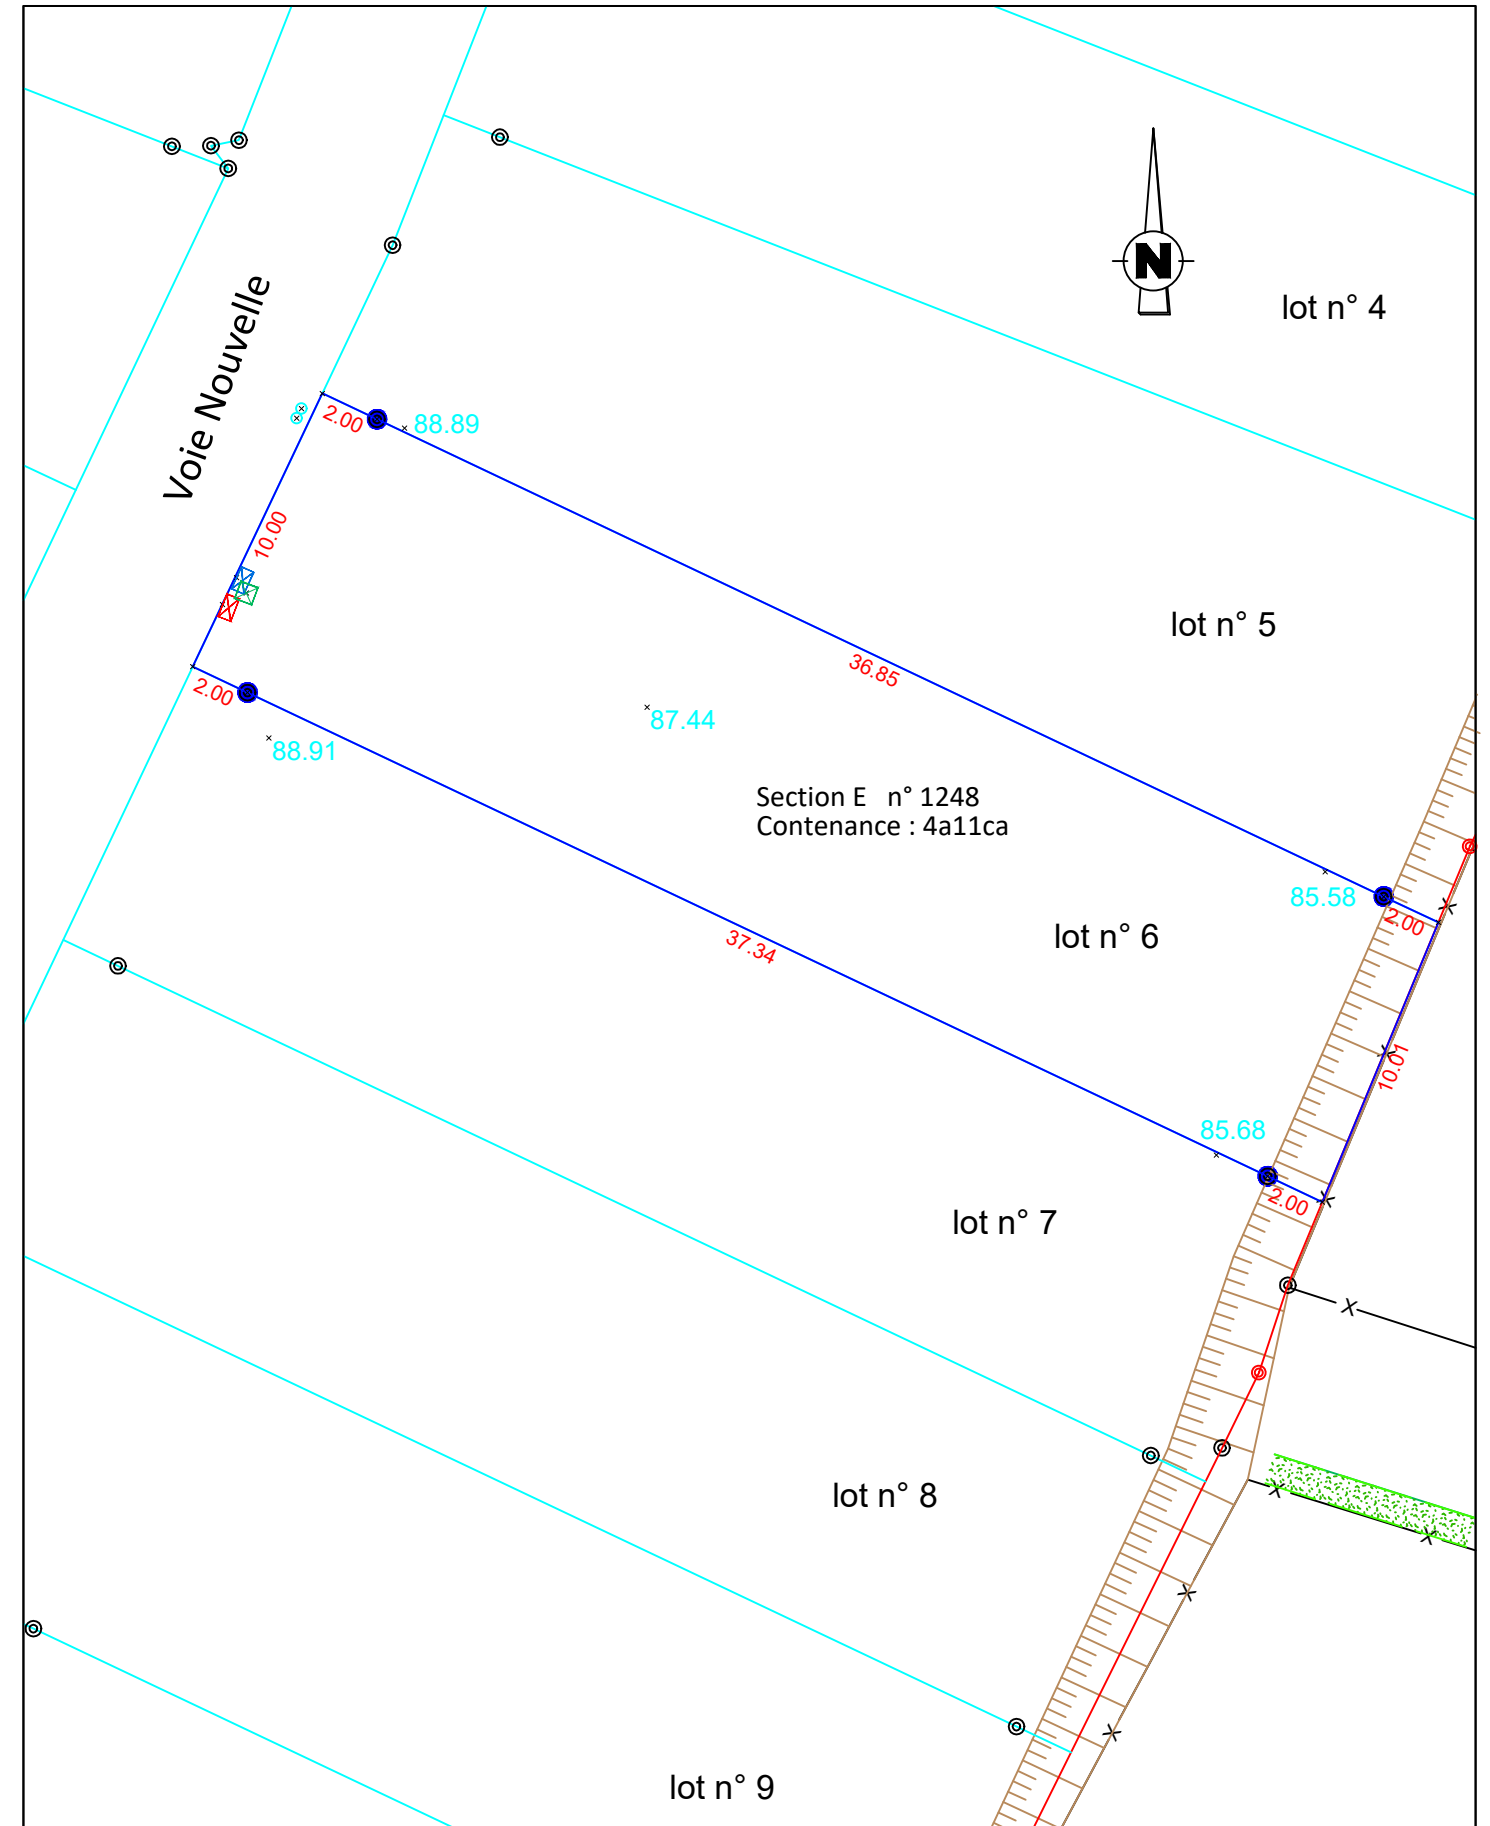 N
lot n° 4
Voie Nouvelle
2.00
88.89
10.00
lot n° 5
36.85
2.00
87.44
88.91
Section E n° 1248
Contenance : 4a11ca
85.58
2.00
lot n° 6
37.34
10.01
85.68
2.00
lot n° 7
lot n° 8
lot n° 9